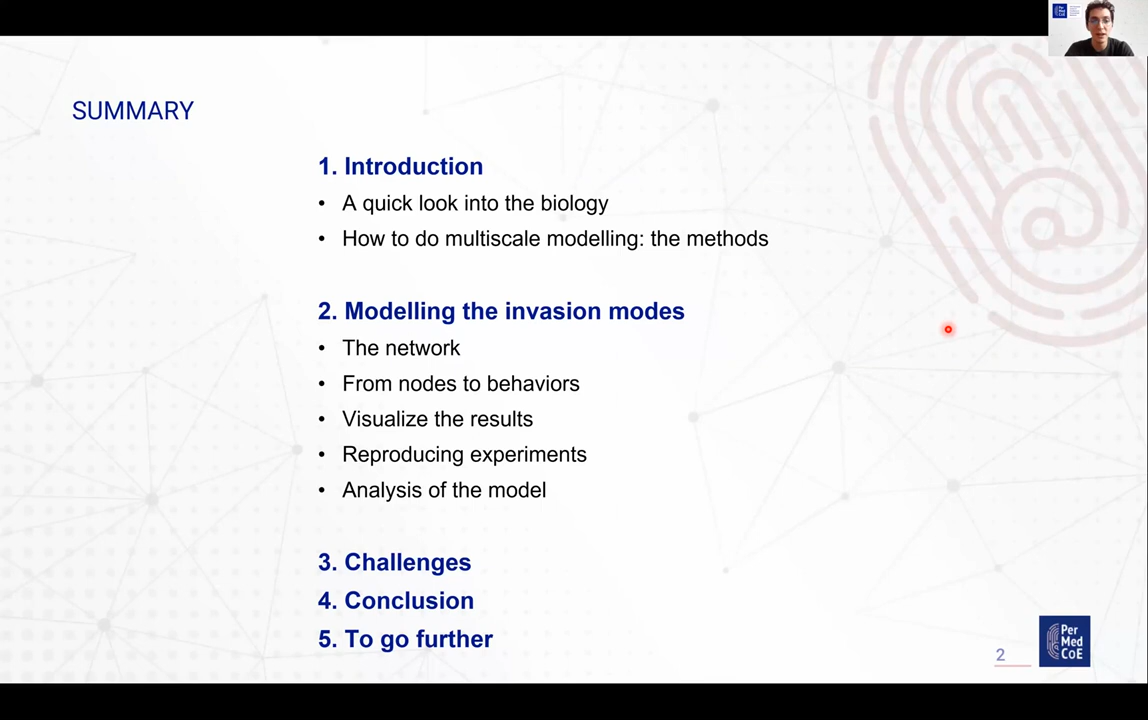 SUMMARY
1. Introduction
• A quick look into the biology
• How to do multiscale modelling: the methods
2. Modelling the invasion modes
• The network
• From nodes to behaviors
• Visualize the results
• Reproducing experiments
• Analysis of the model
3. Challenges
4. Conclusion
5. To go further
2
Per
Med
CoE